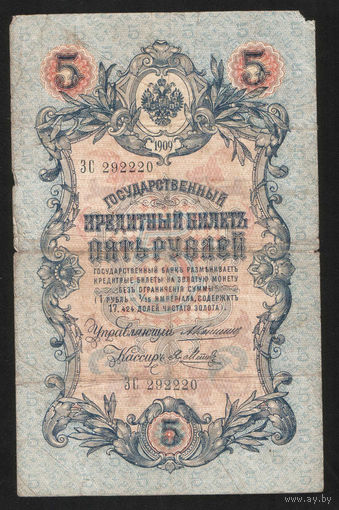 5 5
1909
ЗС 292220
ГОСУДАРСТВЕННЫЙ
КРЕДИТНЫЙ БИЛЕТЪ
ПЯТЬ РУБЛЕЙ
ГОСУДАРСТВЕННЫЙ БАНКЪ РАЗМѢНИВАЕТЪ
КРЕДИТНЫЕ БИЛЕТЫ НА ЗОЛОТУЮ МОНЕТУ
БЕЗЪ ОГРАНИЧЕНІЯ СУММЫ
(1 РУБЛЬ = 1/15 ИМПЕРІАЛА, СОДЕРЖИТЪ
17,424 ДОЛЕЙ ЧИСТАГО ЗОЛОТА).
Управляющій
Кассиръ
ЗС 292220
5
www.ay.by